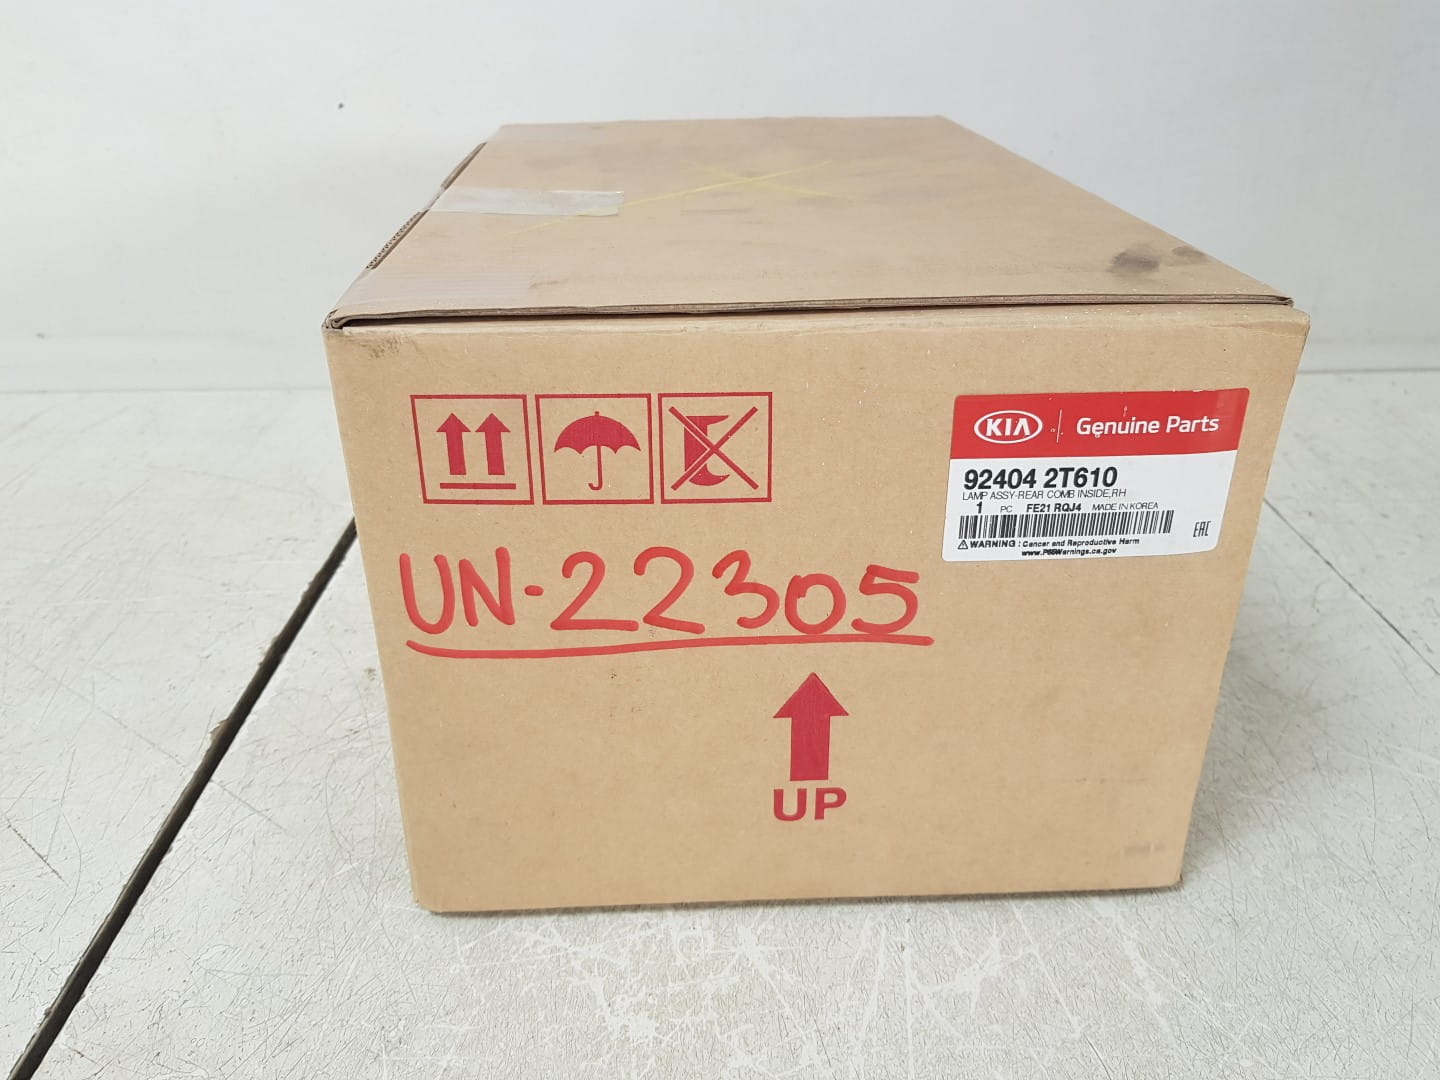 KIA Genuine Parts
92404 2T610
LAMP ASSY-REAR COMB INSIDE,RH
1 PC FE21 RQJ4 MADE IN KOREA
EAC
WARNING : Cancer and Reproductive Harm
www.P65Warnings.ca.gov
UN-22305
UP